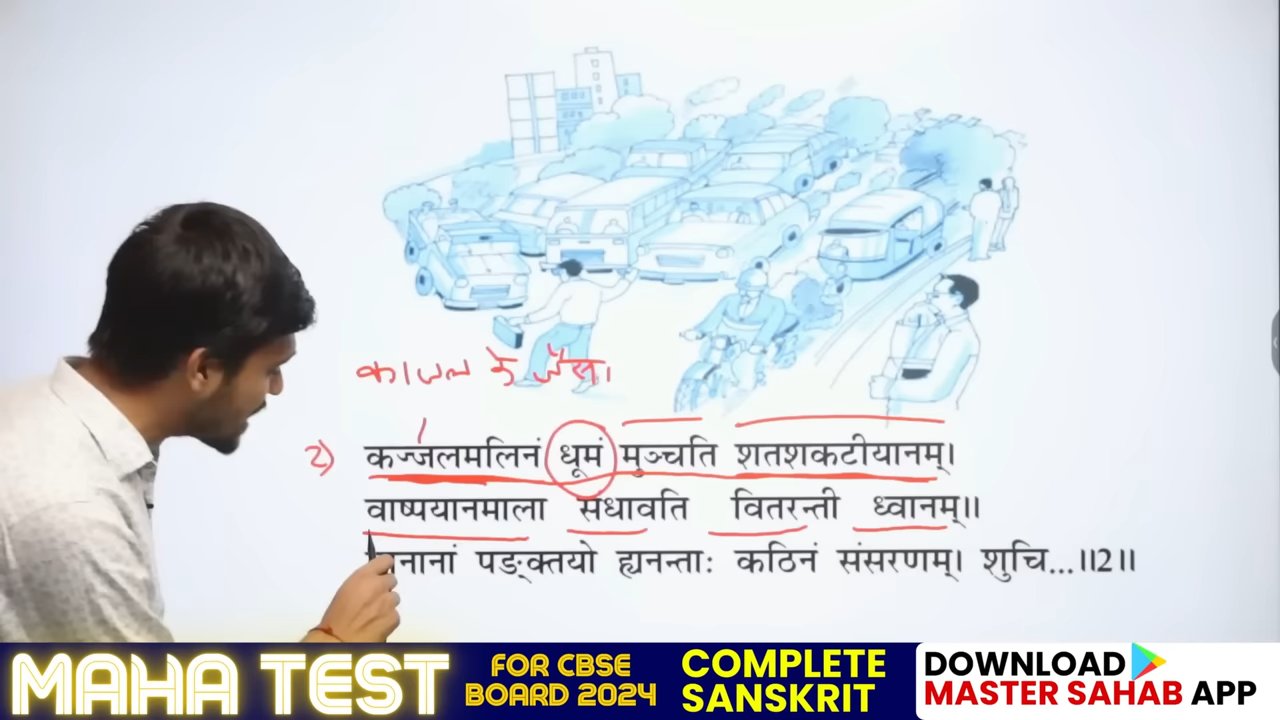 काजल के जैसा।
2) कज्जलमलिनं धूमं मुञ्चति शतशकटीयानम्।
वाष्पयानमाला संधावति वितरन्ती ध्वानम्॥
नानां पङ्क्तयो ह्यनन्ताः कठिनं संसरणम्। शुचि...॥2॥
MAHA TEST
FOR CBSE
BOARD 2024
COMPLETE
SANSKRIT
DOWNLOAD
MASTER SAHAB APP